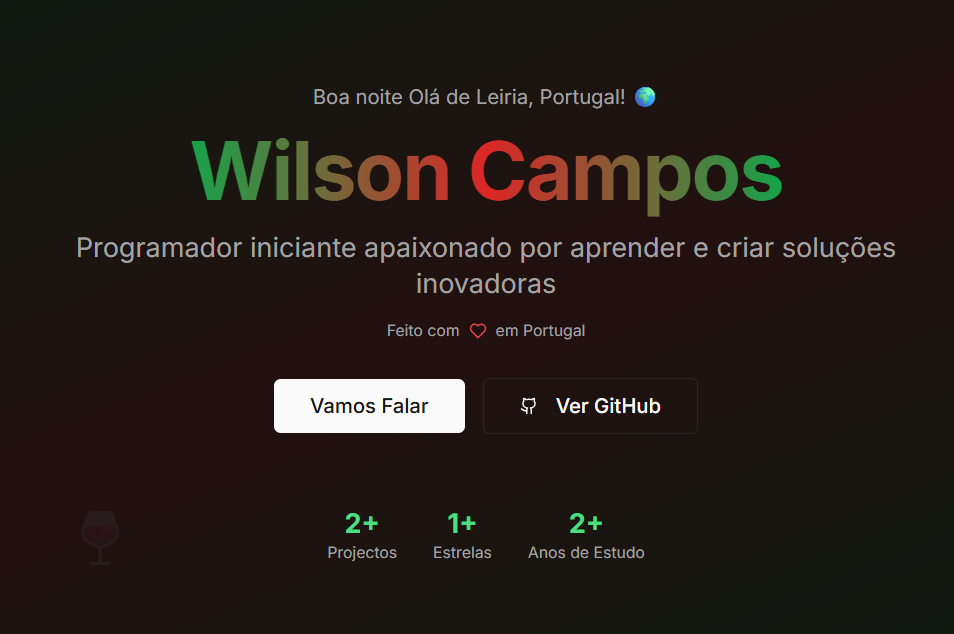 Boa noite Olá de Leiria, Portugal! 🌍
Wilson Campos
Programador iniciante apaixonado por aprender e criar soluções
inovadoras
Feito com em Portugal
Vamos Falar
Ver GitHub
2+
1+
2+
Projectos
Estrelas
Anos de Estudo